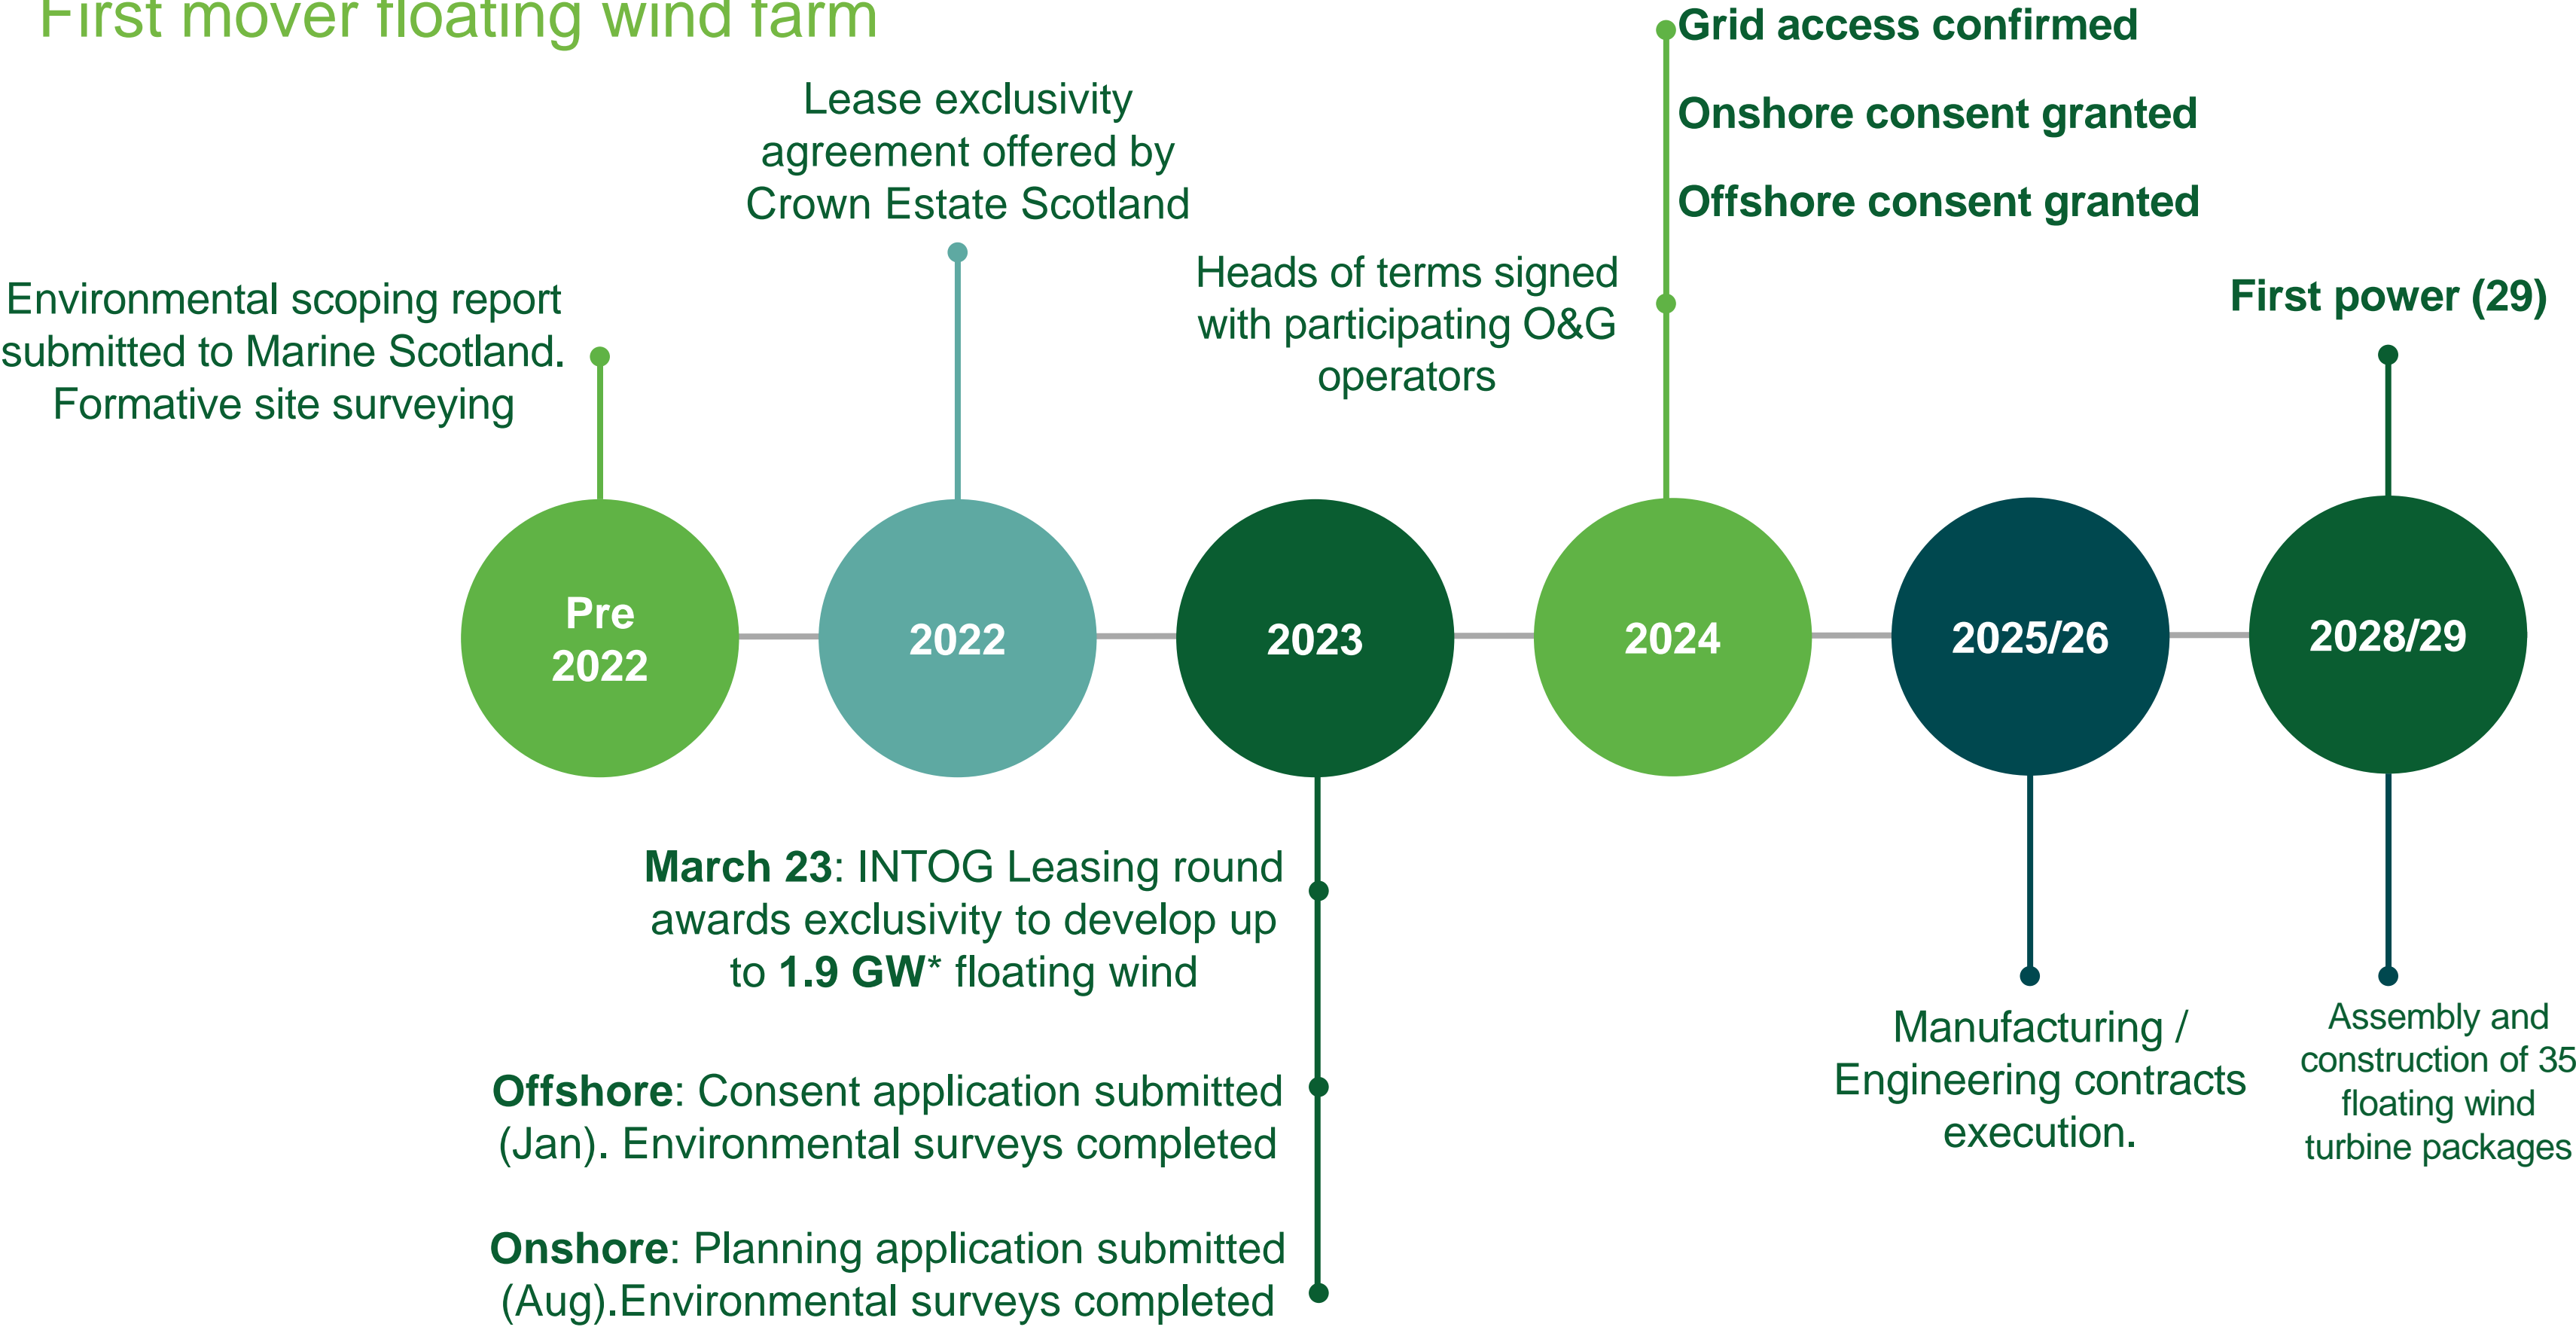 First mover floating wind farm
Environmental scoping report
submitted to Marine Scotland.
Formative site surveying
Lease exclusivity
agreement offered by
Crown Estate Scotland
Heads of terms signed
with participating O&G
operators
Grid access confirmed
Onshore consent granted
Offshore consent granted
First power (29)
Pre
2022
2022
2023
2024
2025/26
2028/29
March 23: INTOG Leasing round
awards exclusivity to develop up
to 1.9 GW* floating wind
Offshore: Consent application submitted
(Jan). Environmental surveys completed
Onshore: Planning application submitted
(Aug).Environmental surveys completed
Manufacturing /
Engineering contracts
execution.
Assembly and
construction of 35
floating wind
turbine packages